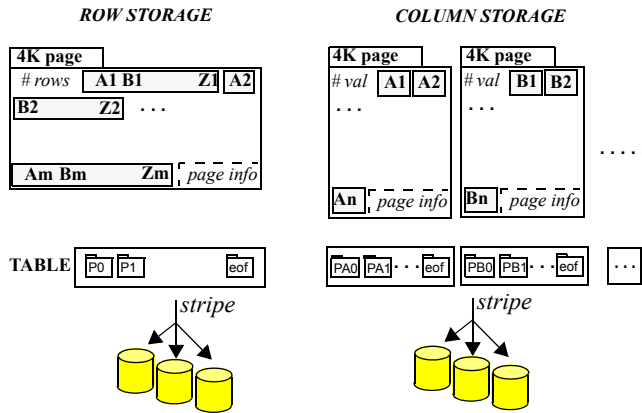 ROW STORAGE
4K page
# rows A1 B1 Z1 A2
B2 Z2 . . .
Am Bm Zm page info
COLUMN STORAGE
4K page
# val A1 A2
. . .
An page info
4K page
# val B1 B2
. . .
Bn page info
. . . .
TABLE P0 P1 eof
PA0 PA1 · · · eof
PB0 PB1 · · · eof
. . .
stripe
stripe